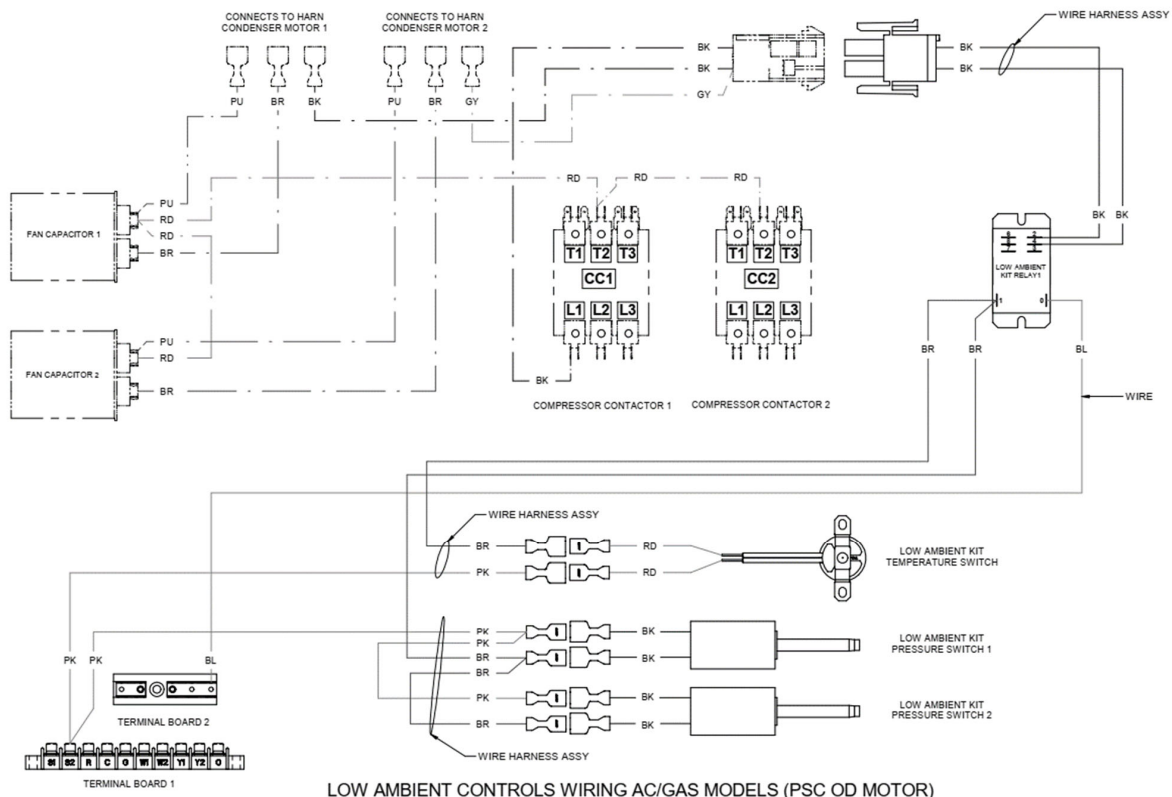 CONNECTS TO HARN
CONDENSER MOTOR 1
CONNECTS TO HARN
CONDENSER MOTOR 2
WIRE HARNESS ASSY
BK
BK
BK
BK
GY
PU
BR
BK
PU
BR
GY
RD
RD
RD
PU
RD
RD
BR
FAN CAPACITOR 1
BK
BK
T1
T2
T3
CC1
L1
L2
L3
T1
T2
T3
CC2
L1
L2
L3
LOW AMBIENT
KIT RELAY1
1
0
PU
RD
BR
FAN CAPACITOR 2
BK
BR
BR
BL
COMPRESSOR CONTACTOR 1
COMPRESSOR CONTACTOR 2
WIRE
WIRE HARNESS ASSY
BR
RD
PK
RD
LOW AMBIENT KIT
TEMPERATURE SWITCH
PK
PK
BR
BR
BK
BK
LOW AMBIENT KIT
PRESSURE SWITCH 1
PK
PK
BL
PK
BR
BK
BK
LOW AMBIENT KIT
PRESSURE SWITCH 2
TERMINAL BOARD 2
WIRE HARNESS ASSY
S1
S2
R
C
G
W1
W2
Y1
Y2
O
TERMINAL BOARD 1
LOW AMBIENT CONTROLS WIRING AC/GAS MODELS (PSC OD MOTOR)